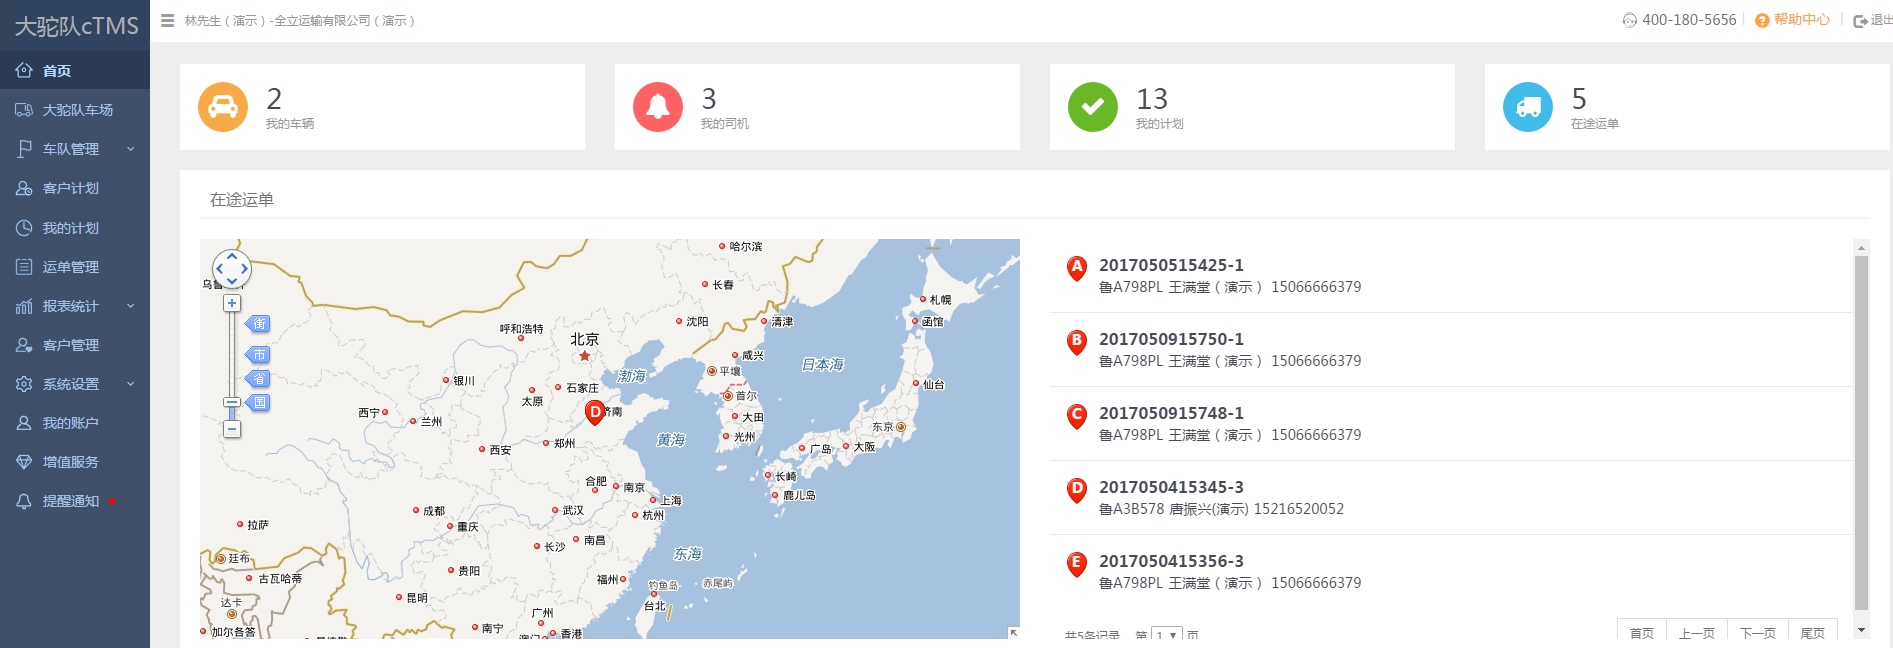 大驼队cTMS
林先生（演示）-全立运输有限公司（演示）
400-180-5656
帮助中心
退出
首页
大驼队车场
车队管理
客户计划
我的计划
运单管理
报表统计
客户管理
系统设置
我的账户
增值服务
提醒通知
2
我的车辆
3
我的司机
13
我的计划
5
在途运单
在途运单
哈尔滨
长春
札幌
沈阳
清津
函馆
呼和浩特
北京
咸兴
日本海
平壤
渤海
银川
石家庄
仙台
太原
首尔
西宁
兰州
D
济南
大田
东京
黄海
光州
西安
郑州
广岛
大阪
合肥
南京
长崎
上海
鹿儿岛
成都
武汉
杭州
拉萨
重庆
长沙
南昌
东海
廷布
古瓦哈蒂
贵阳
福州
钓鱼岛
赤尾屿
昆明
达卡
台北
广州
加尔各答
南宁
澳门
香港
街
市
省
国
A
2017050515425-1
鲁A798PL 王满堂（演示） 15066666379
B
2017050915750-1
鲁A798PL 王满堂（演示） 15066666379
C
2017050915748-1
鲁A798PL 王满堂（演示） 15066666379
D
2017050415345-3
鲁A3B578 唐振兴(演示) 15216520052
E
2017050415356-3
鲁A798PL 王满堂（演示） 15066666379
共5条记录 第 1 页
首页 上一页 下一页 尾页